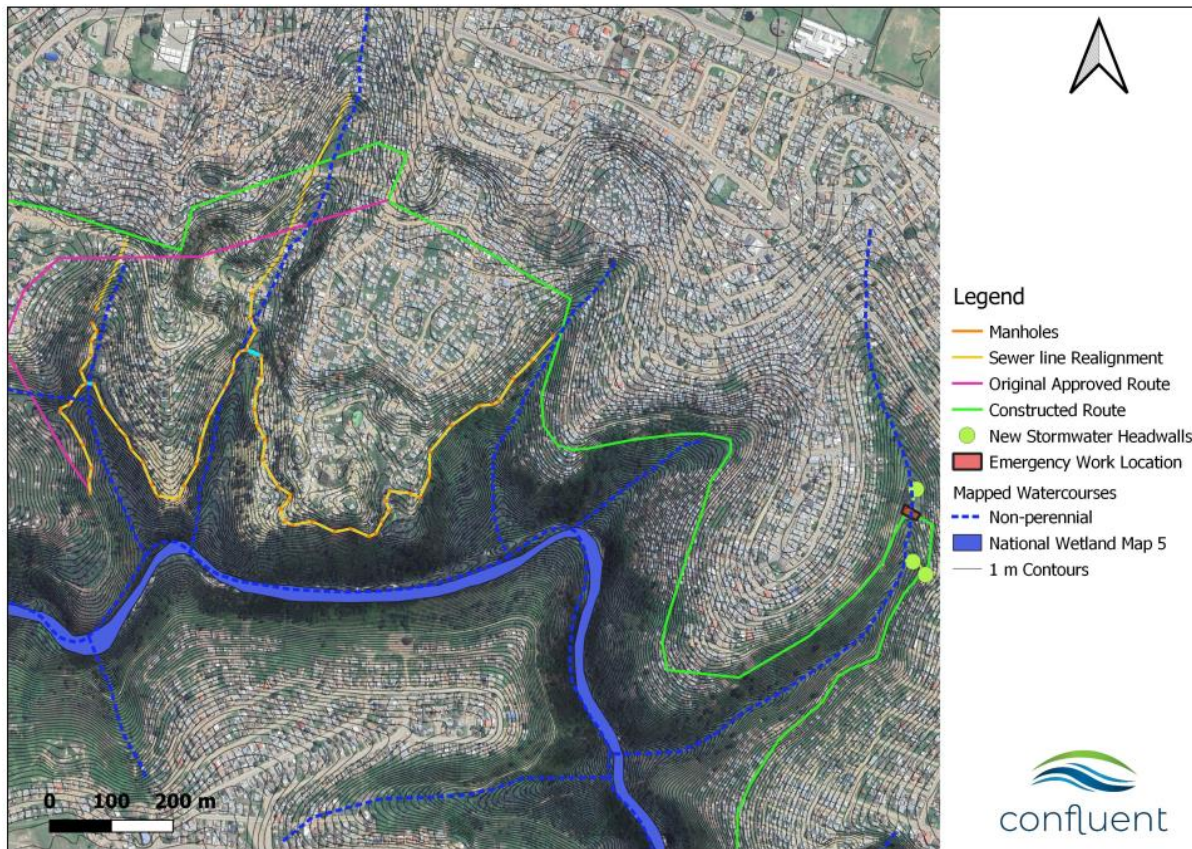 Legend
Manholes
Sewer line Realignment
Original Approved Route
Constructed Route
New Stormwater Headwalls
Emergency Work Location
Mapped Watercourses
Non-perennial
National Wetland Map 5
1 m Contours
0 100 200 m
confluent